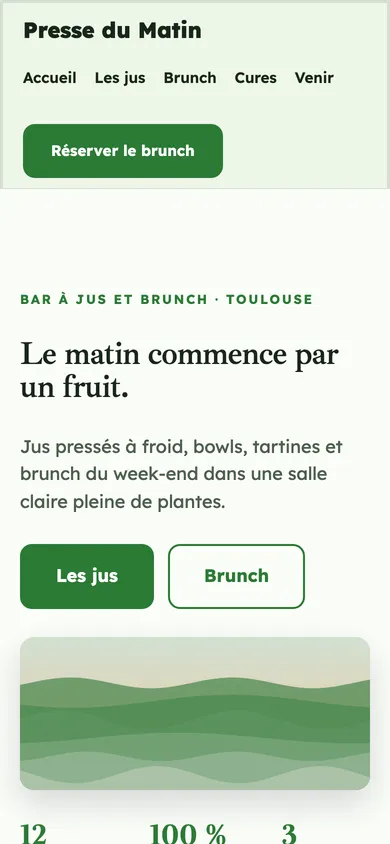 Presse du Matin
Accueil Les jus Brunch Cures Venir
Réserver le brunch
BAR À JUS ET BRUNCH · TOULOUSE
Le matin commence par
un fruit.
Jus pressés à froid, bowls, tartines et
brunch du week-end dans une salle
claire pleine de plantes.
Les jus Brunch
12 100 % 3